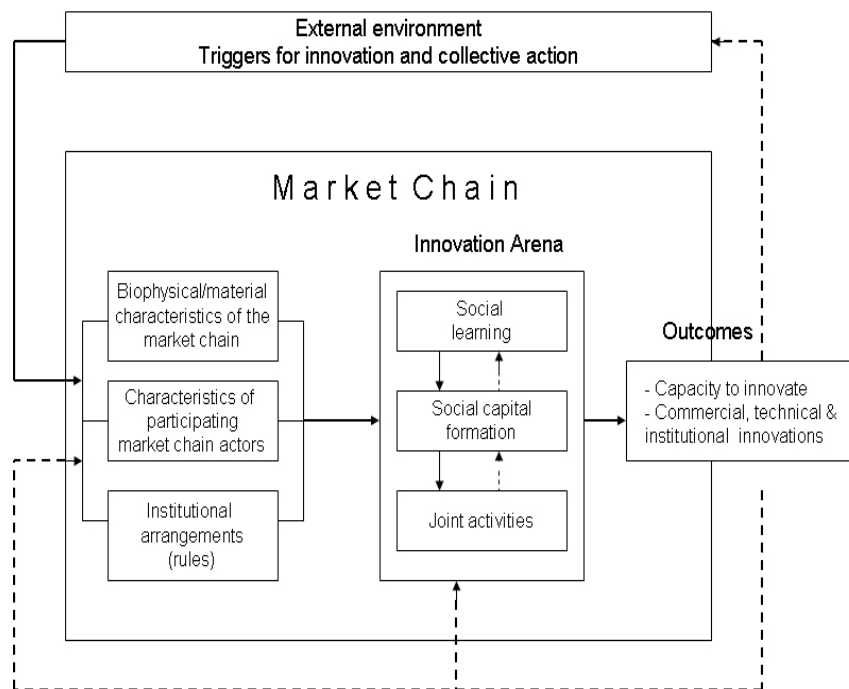 External environment
Triggers for innovation and collective action
Market Chain
Innovation Arena
Biophysical/material
characteristics of the
market chain
Characteristics of
participating
market chain actors
Institutional
arrangements
(rules)
Social
learning
Social capital
formation
Joint activities
Outcomes
- Capacity to innovate
- Commercial, technical &
institutional innovations